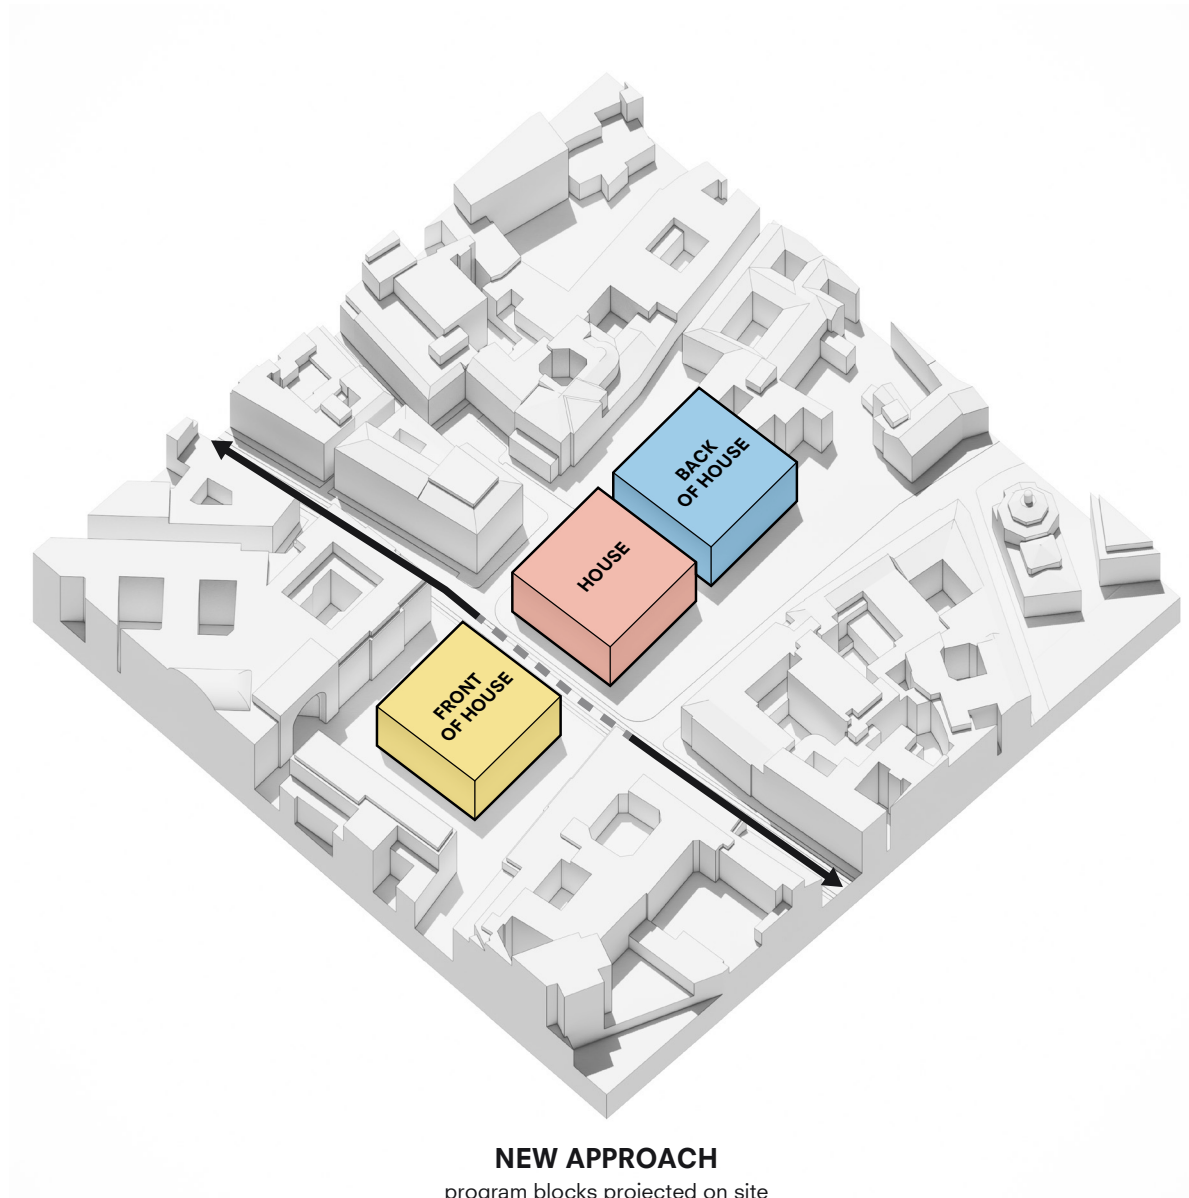 BACK
OF HOUSE
HOUSE
FRONT
OF HOUSE
NEW APPROACH
program blocks projected on site